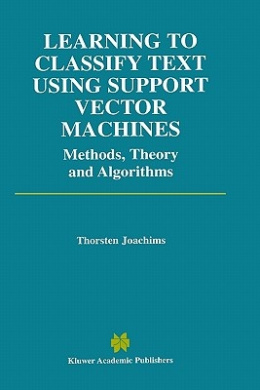 LEARNING TO
CLASSIFY TEXT
USING SUPPORT
VECTOR
MACHINES
Methods, Theory
and Algorithms
Thorsten Joachims
Kluwer Academic Publishers